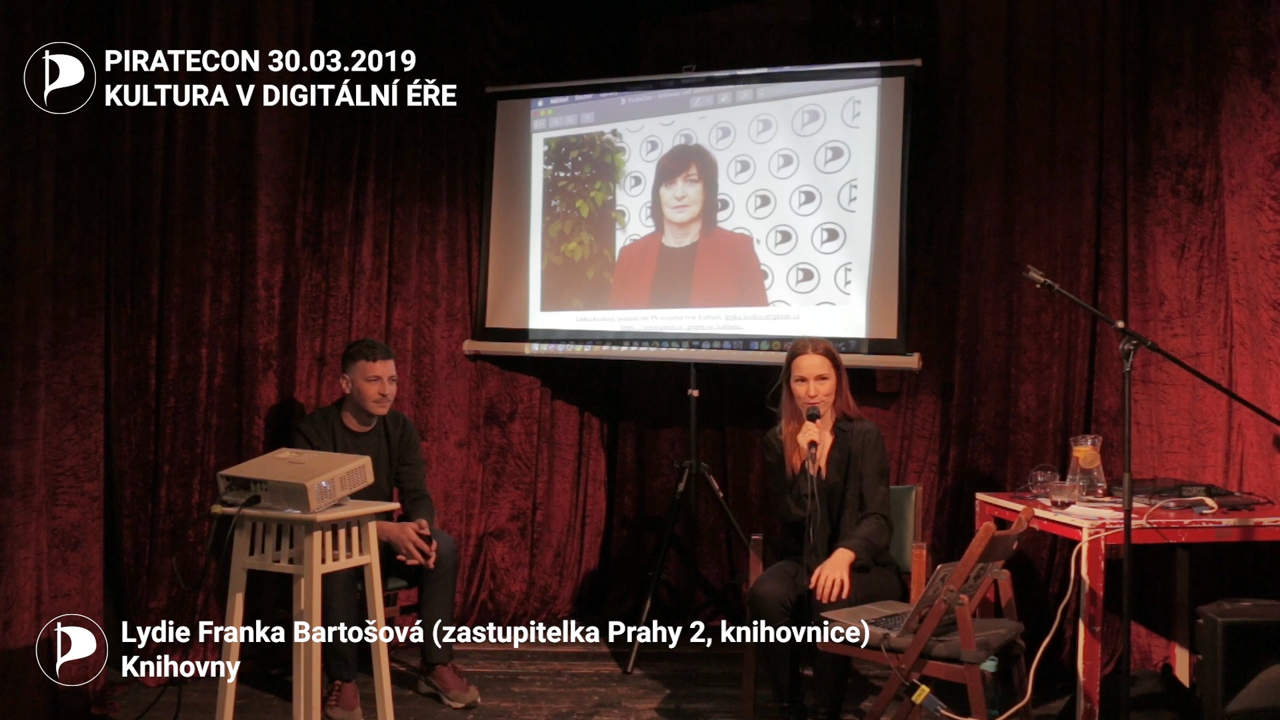 PIRATECON 30.03.2019
KULTURA V DIGITÁLNÍ ÉŘE
Lydie Franka Bartošová (zastupitelka Prahy 2, knihovnice)
Knihovny